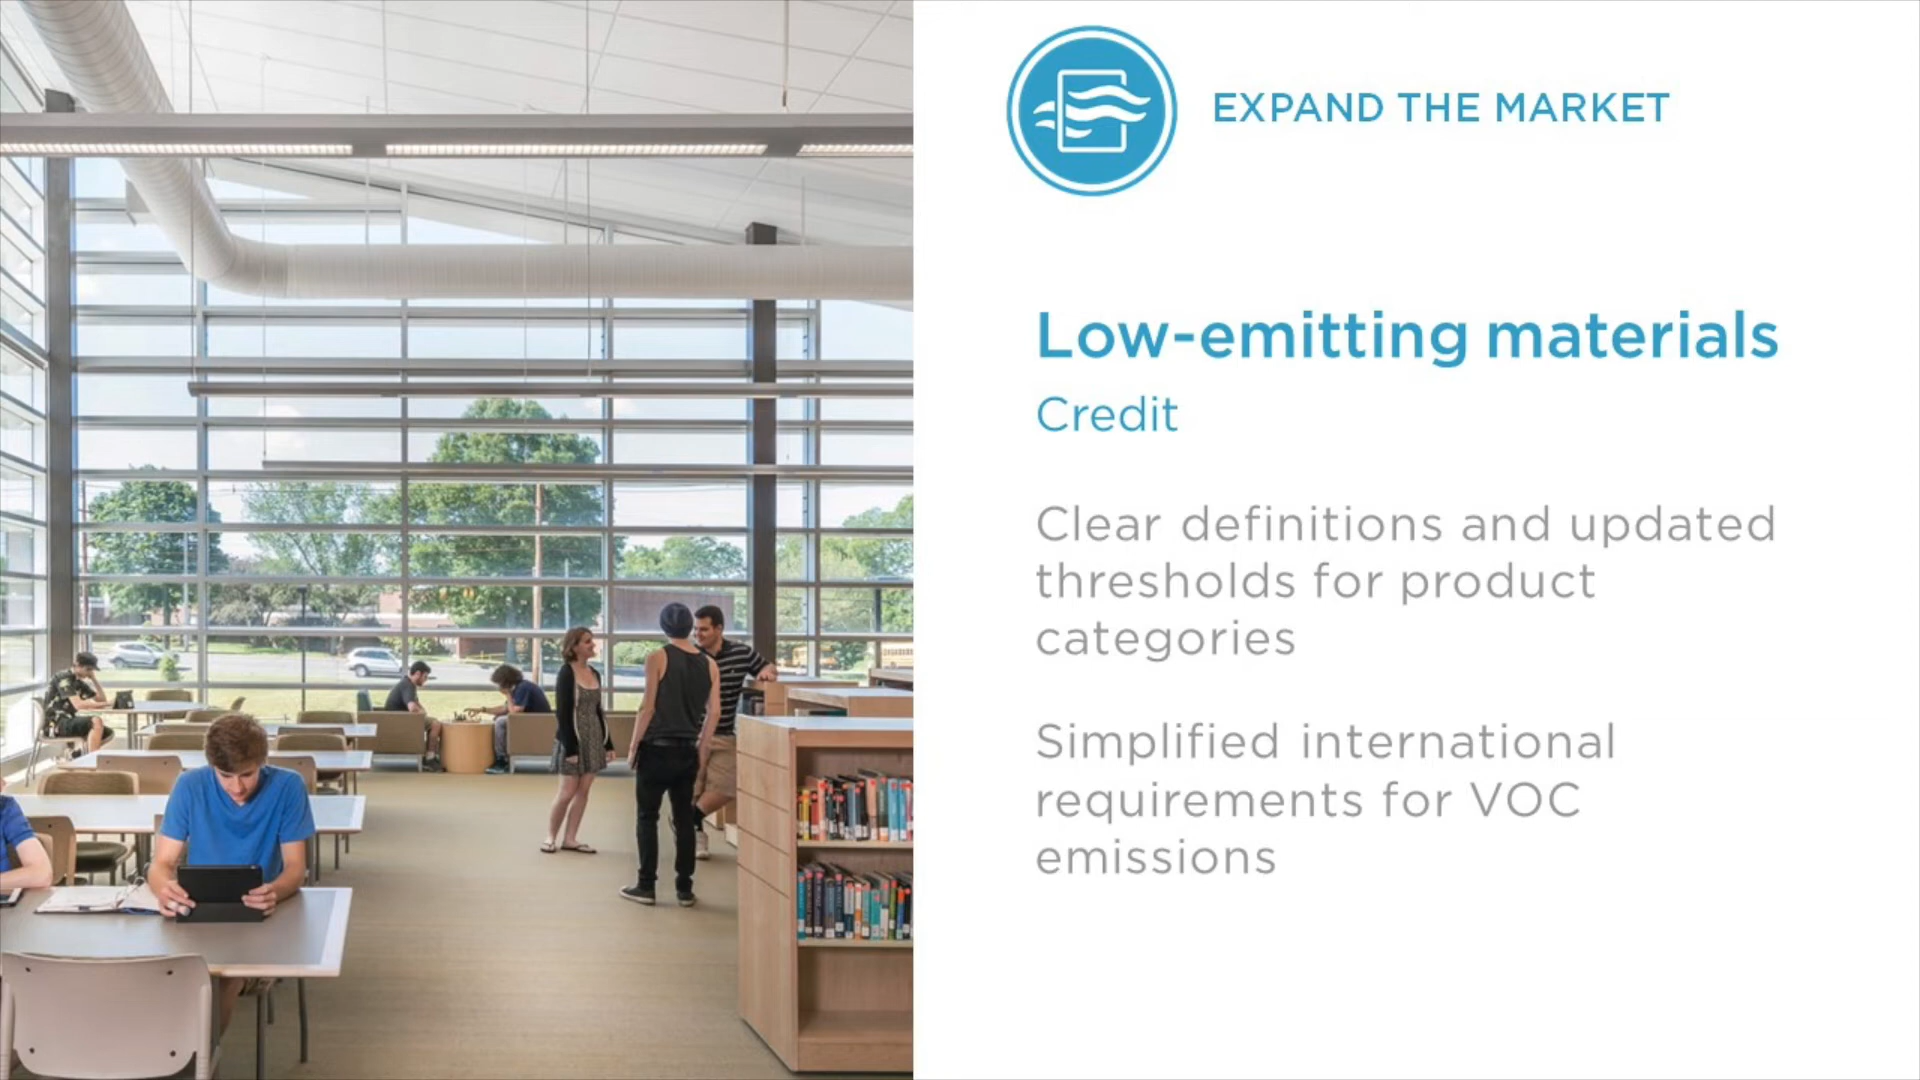 EXPAND THE MARKET
Low-emitting materials
Credit
Clear definitions and updated
thresholds for product
categories
Simplified international
requirements for VOC
emissions